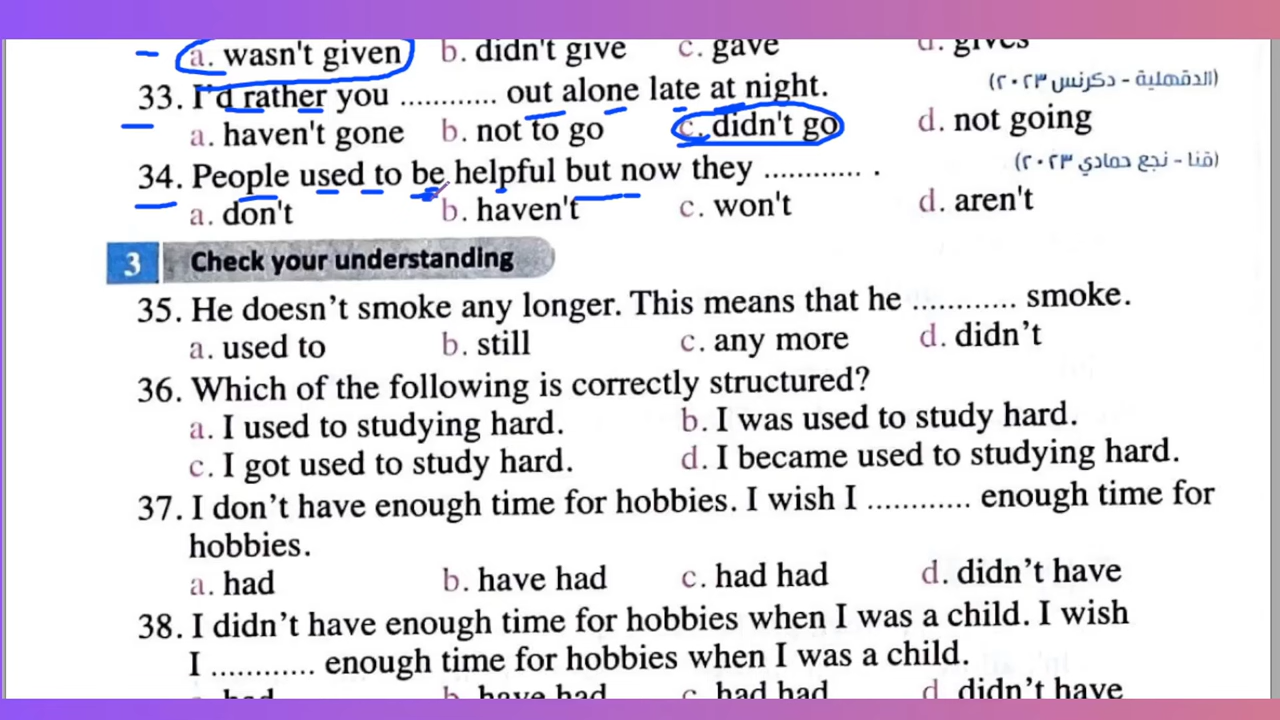 a. wasn't given b. didn't give c. gave d. gives
33. I'd rather you ............ out alone late at night. (الدقهلية - دكرنس ٢٠٢٣)
a. haven't gone b. not to go c. didn't go d. not going
34. People used to be helpful but now they ............ . (قنا - نجع حمادي ٢٠٢٣)
a. don't b. haven't c. won't d. aren't
3 Check your understanding
35. He doesn't smoke any longer. This means that he ............ smoke.
a. used to b. still c. any more d. didn't
36. Which of the following is correctly structured?
a. I used to studying hard. b. I was used to study hard.
c. I got used to study hard. d. I became used to studying hard.
37. I don't have enough time for hobbies. I wish I ............ enough time for
hobbies.
a. had b. have had c. had had d. didn't have
38. I didn't have enough time for hobbies when I was a child. I wish
I ............ enough time for hobbies when I was a child.
a. had b. have had c. had had d. didn't have